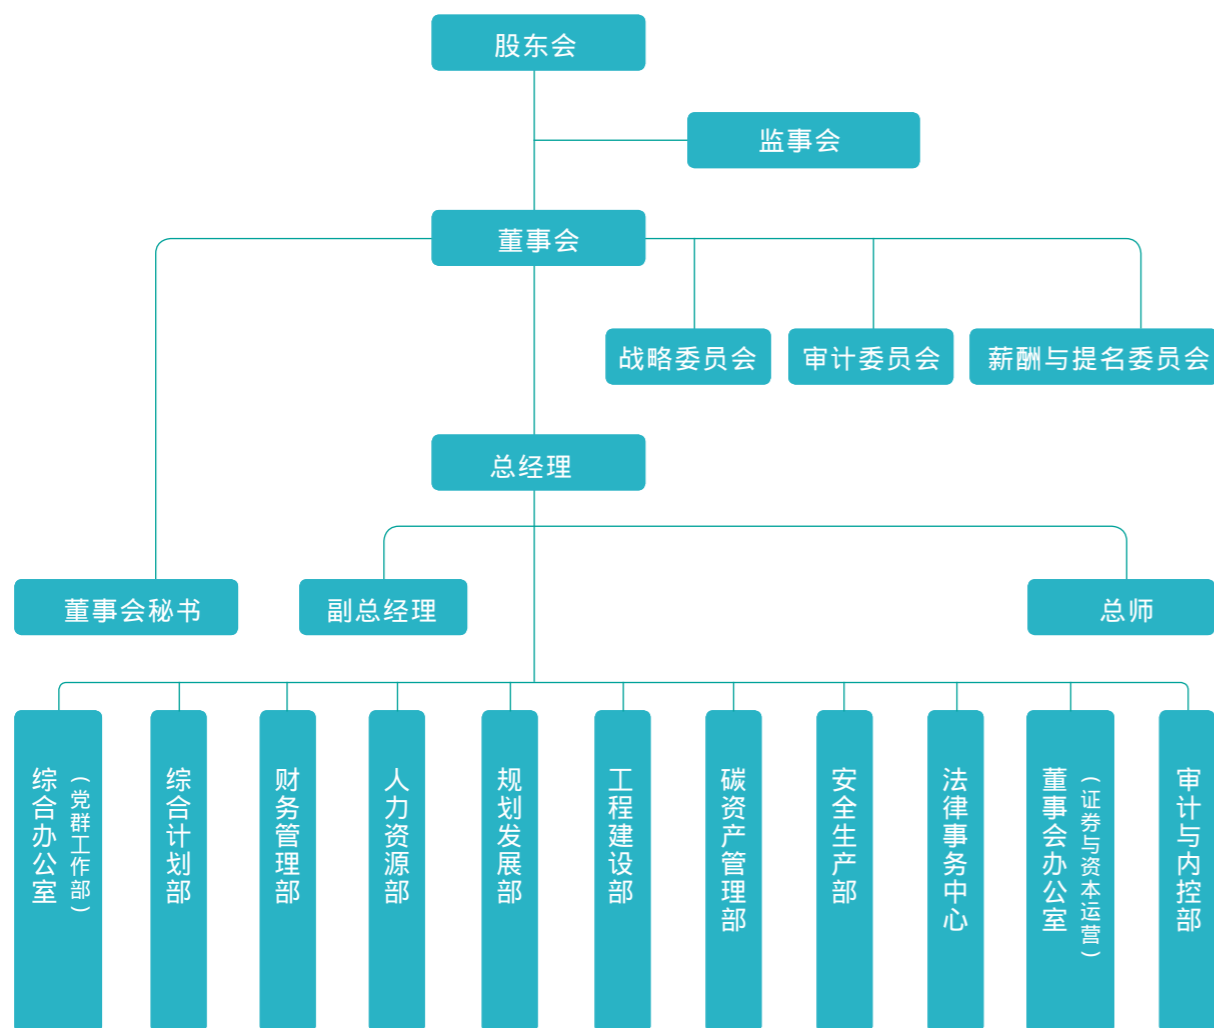 股东会
监事会
董事会
战略委员会
审计委员会
薪酬与提名委员会
总经理
董事会秘书
副总经理
总师
综合办公室
(党群工作部)
综合计划部
财务管理部
人力资源部
规划发展部
工程建设部
碳资产管理部
安全生产部
法律事务中心
董事会办公室
(证券与资本运营)
审计与内控部